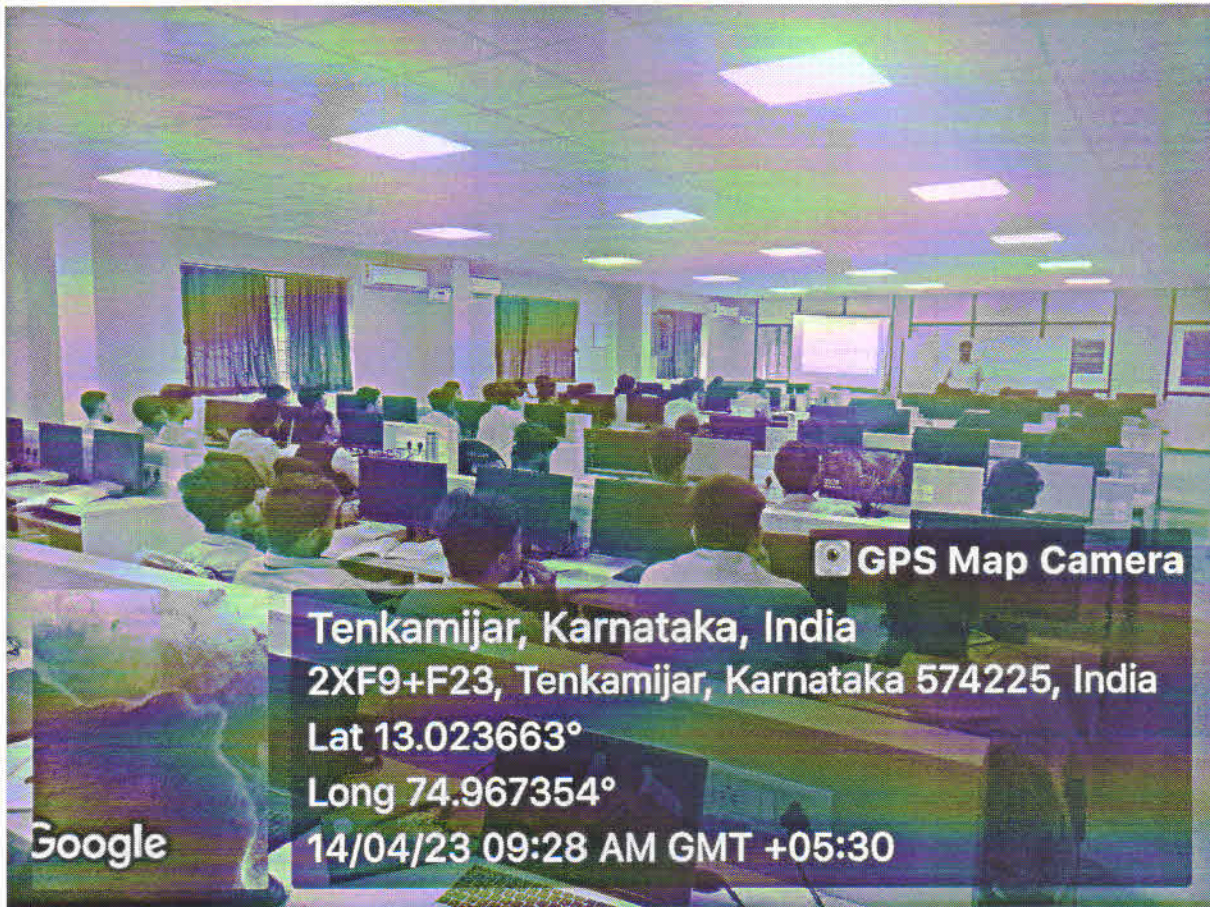 GPS Map Camera
Tenkamijar, Karnataka, India
2XF9+F23, Tenkamijar, Karnataka 574225, India
Lat 13.023663°
Long 74.967354°
14/04/23 09:28 AM GMT +05:30
Google